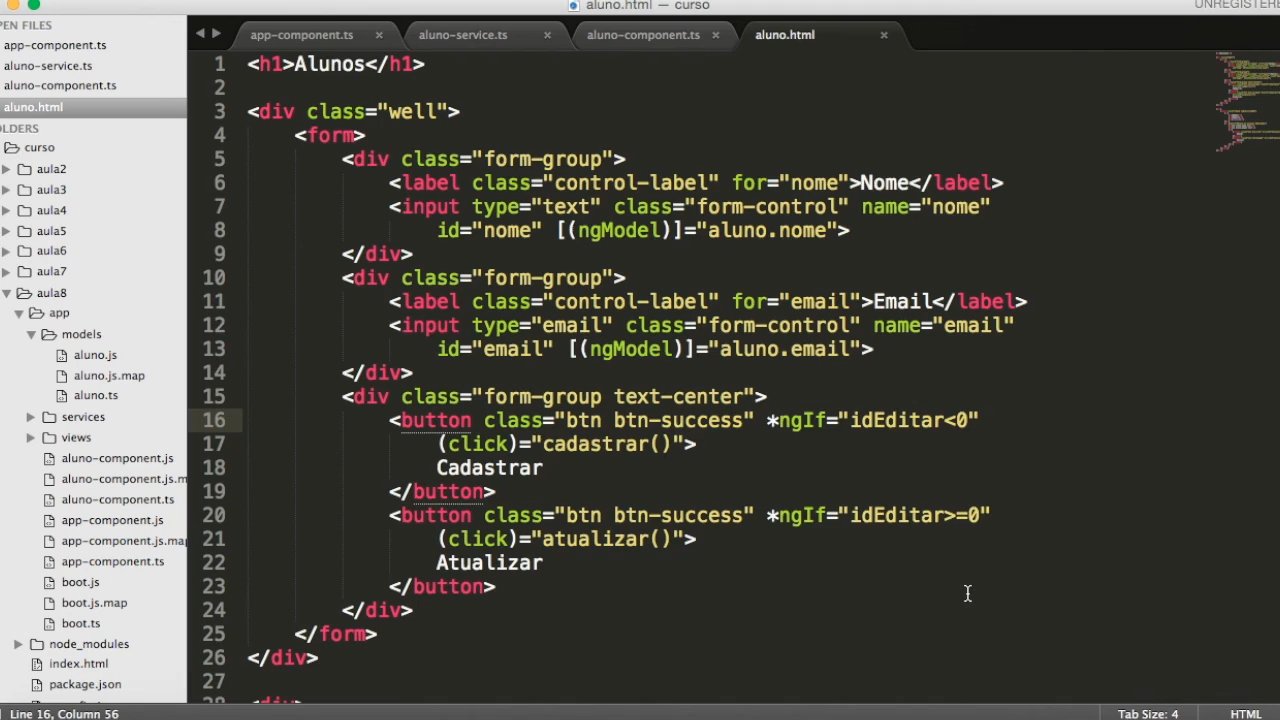 aluno.html — curso
UNREGISTERE
PEN FILES
app-component.ts
aluno-service.ts
aluno-component.ts
aluno.html
OLDERS
curso
aula2
aula3
aula4
aula5
aula6
aula7
aula8
app
models
aluno.js
aluno.js.map
aluno.ts
services
views
aluno-component.js
aluno-component.js.m
aluno-component.ts
app-component.js
app-component.js.map
app-component.ts
boot.js
boot.js.map
boot.ts
node_modules
index.html
package.json
app-component.ts × aluno-service.ts × aluno-component.ts × aluno.html ×
1 <h1>Alunos</h1>
2
3 <div class="well">
4 <form>
5 <div class="form-group">
6 <label class="control-label" for="nome">Nome</label>
7 <input type="text" class="form-control" name="nome"
8 id="nome" [(ngModel)]="aluno.nome">
9 </div>
10 <div class="form-group">
11 <label class="control-label" for="email">Email</label>
12 <input type="email" class="form-control" name="email"
13 id="email" [(ngModel)]="aluno.email">
14 </div>
15 <div class="form-group text-center">
16 <button class="btn btn-success" *ngIf="idEditar<0"
17 (click)="cadastrar()">
18 Cadastrar
19 </button>
20 <button class="btn btn-success" *ngIf="idEditar>=0"
21 (click)="atualizar()">
22 Atualizar
23 </button>
24 </div>
25 </form>
26 </div>
27
28 <div>
Line 16, Column 56
Tab Size: 4
HTML